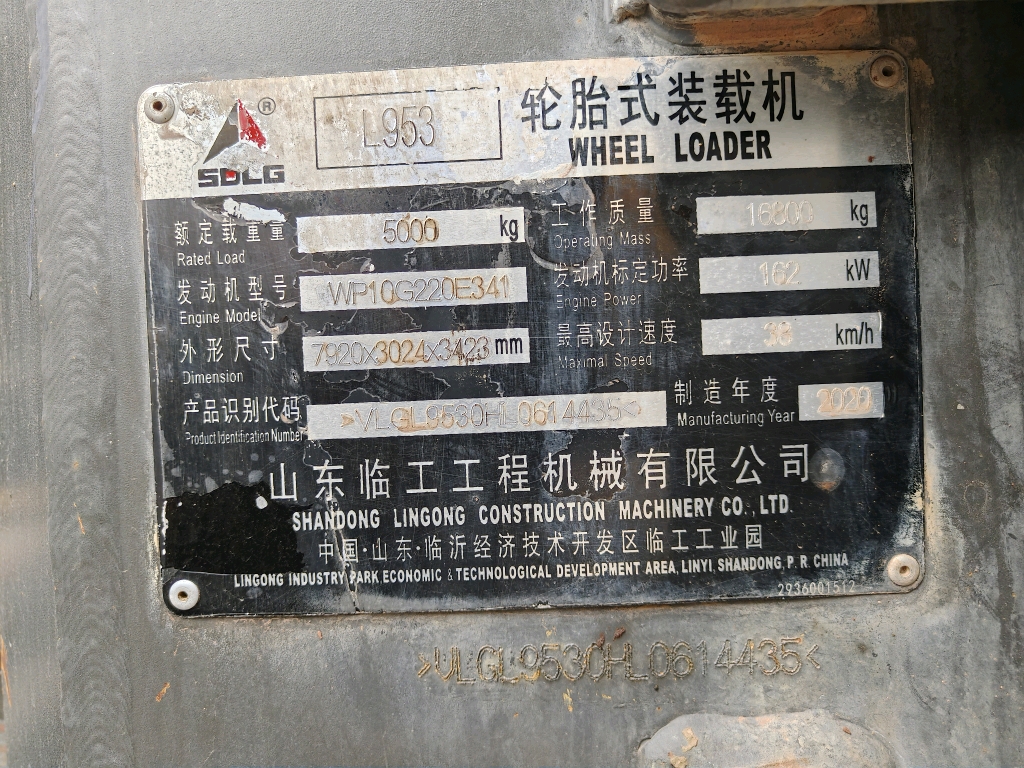 ®
SDLG
L953
轮胎式装载机
WHEEL LOADER
额定载重量 5000 kg
Rated Load
工作质量 16800 kg
Operating Mass
发动机型号 WP10G220E341
Engine Model
发动机标定功率 162 kW
Engine Power
外形尺寸 7920x3024x3423 mm
Dimension
最高设计速度 38 km/h
Maximal Speed
产品识别代码 >VLGL9530HL0614435<
Product Identification Number
制造年度 2020
Manufacturing Year
山东临工工程机械有限公司
SHANDONG LINGONG CONSTRUCTION MACHINERY CO.,LTD.
中国·山东·临沂经济技术开发区临工工业园
LINGONG INDUSTRY PARK,ECONOMIC & TECHNOLOGICAL DEVELOPMENT AREA, LINYI, SHANDONG, P. R. CHINA
2936001512
>VLGL9530HL0614435<